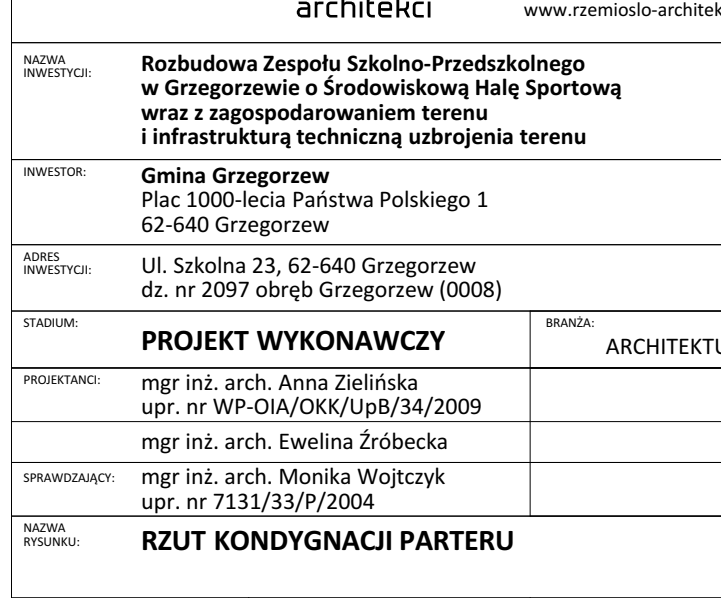 architekci
www.rzemioslo-architek
NAZWA
INWESTYCJI:
Rozbudowa Zespołu Szkolno-Przedszkolnego
w Grzegorzewie o Środowiskową Halę Sportową
wraz z zagospodarowaniem terenu
i infrastrukturą techniczną uzbrojenia terenu
INWESTOR:
Gmina Grzegorzew
Plac 1000-lecia Państwa Polskiego 1
62-640 Grzegorzew
ADRES
INWESTYCJI:
Ul. Szkolna 23, 62-640 Grzegorzew
dz. nr 2097 obręb Grzegorzew (0008)
STADIUM:
PROJEKT WYKONAWCZY
BRANŻA:
ARCHITEKTU
PROJEKTANCI:
mgr inż. arch. Anna Zielińska
upr. nr WP-OIA/OKK/UpB/34/2009
mgr inż. arch. Ewelina Źróbecka
SPRAWDZAJĄCY:
mgr inż. arch. Monika Wojtczyk
upr. nr 7131/33/P/2004
NAZWA
RYSUNKU:
RZUT KONDYGNACJI PARTERU